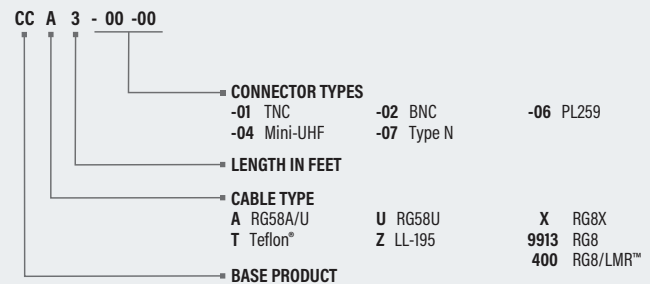 CC A 3 - 00 -00
CONNECTOR TYPES
-01 TNC -02 BNC -06 PL259
-04 Mini-UHF -07 Type N
LENGTH IN FEET
CABLE TYPE
A RG58A/U U RG58U X RG8X
T Teflon® Z LL-195 9913 RG8
400 RG8/LMR™
BASE PRODUCT